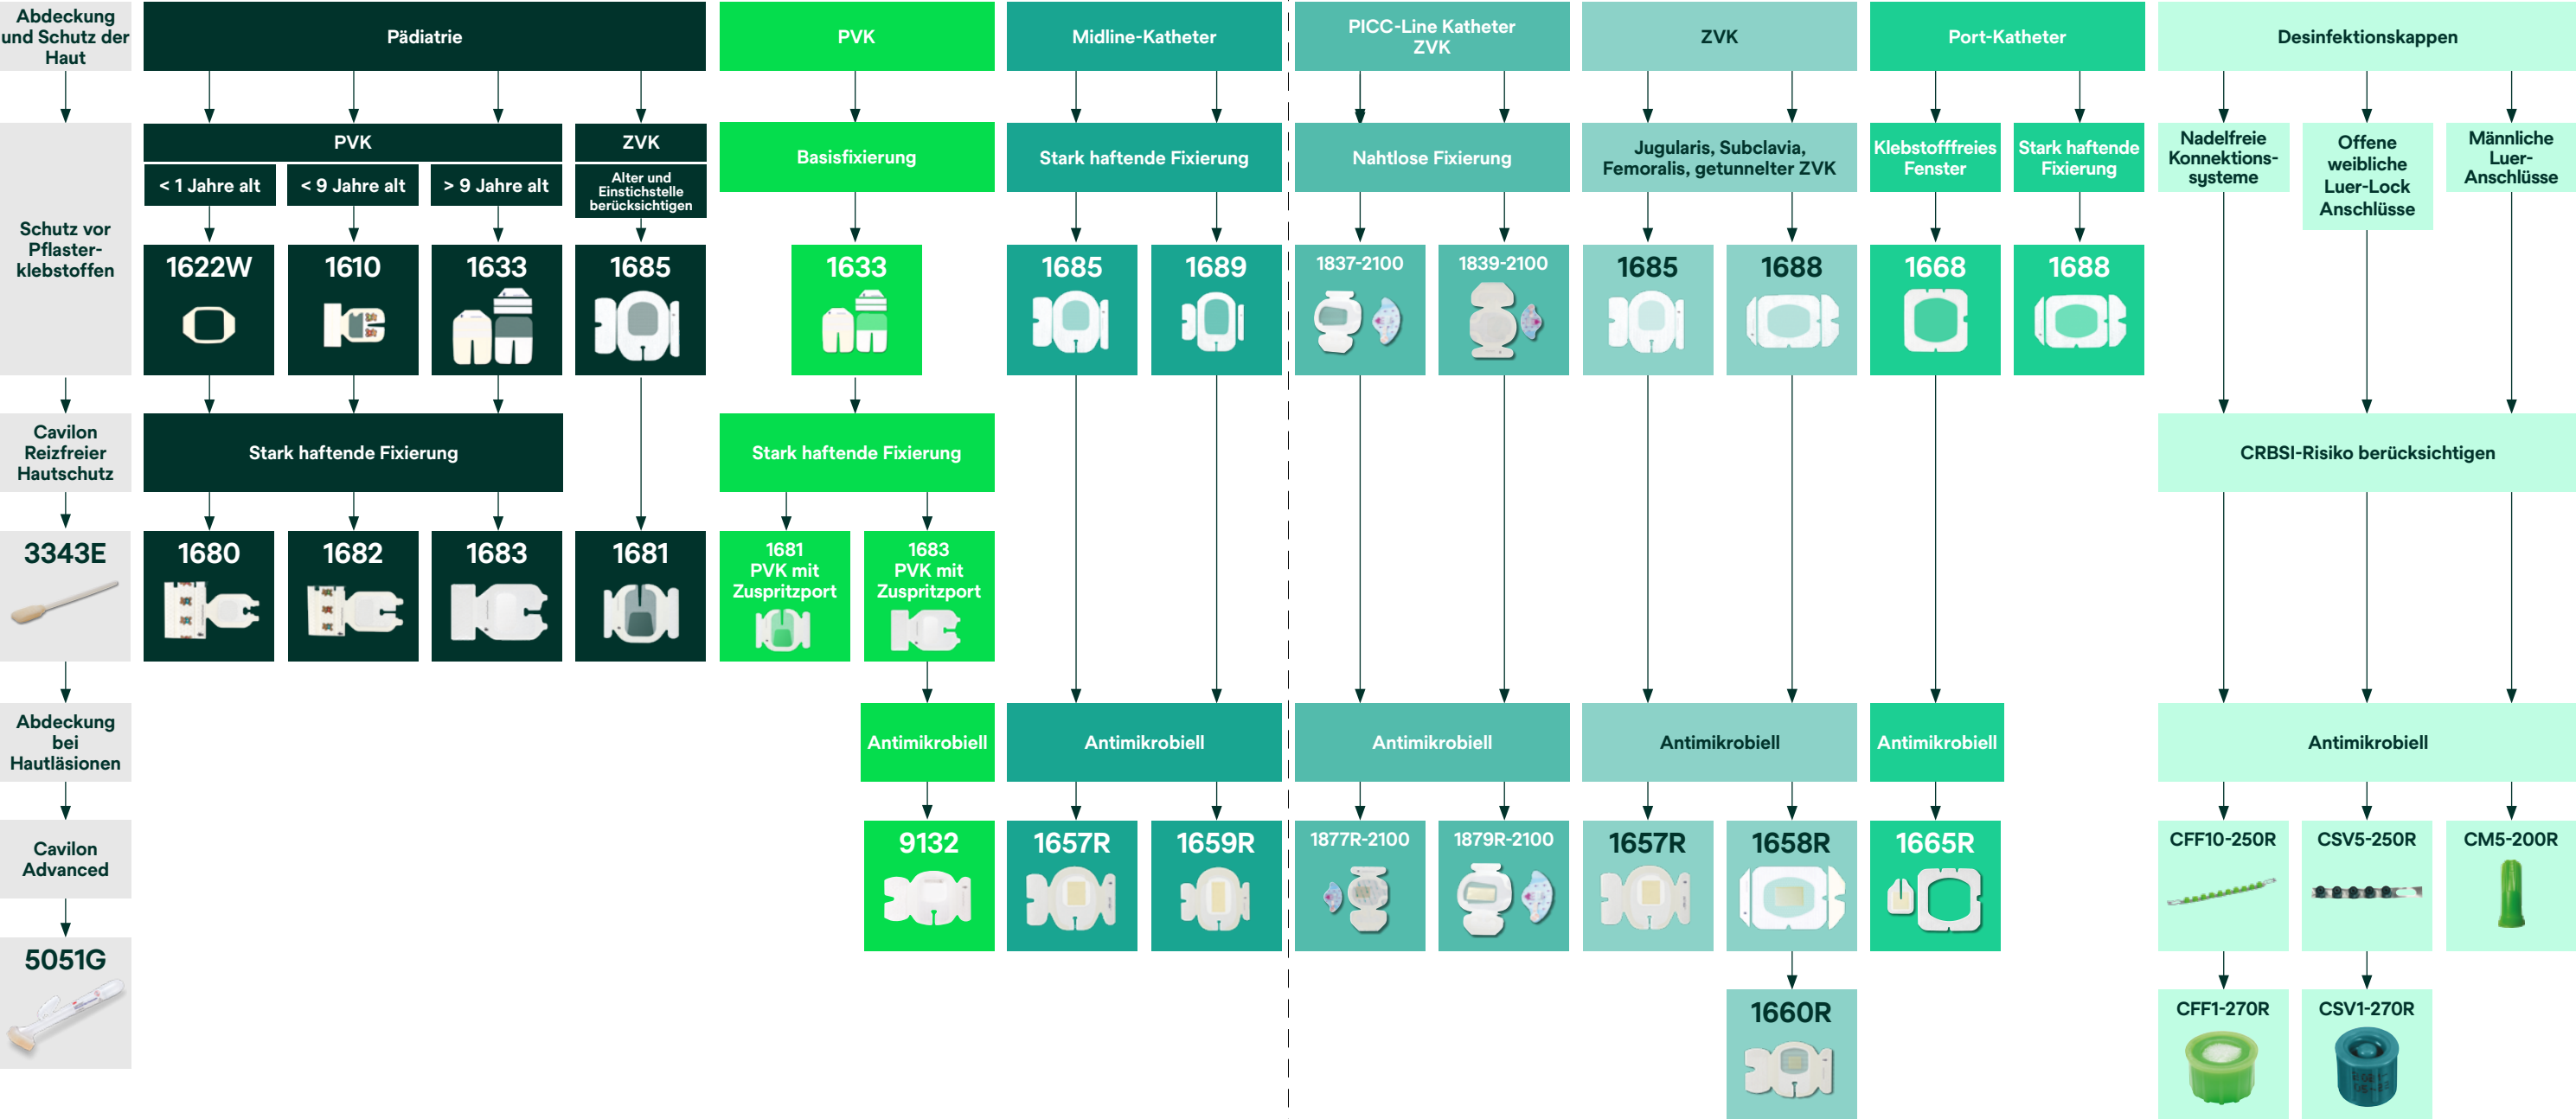 Abdeckung
und Schutz der
Haut
Pädiatrie
PVK
Midline-Katheter
PICC-Line Katheter
ZVK
ZVK
Port-Katheter
Desinfektionskappen
Schutz vor
Pflaster-
klebstoffen
PVK
ZVK
< 1 Jahre alt
< 9 Jahre alt
> 9 Jahre alt
Alter und
Einstichstelle
berücksichtigen
Basisfixierung
Stark haftende Fixierung
Nahtlose Fixierung
Jugularis, Subclavia,
Femoralis, getunnelter ZVK
Klebstofffreies
Fenster
Stark haftende
Fixierung
Nadelfreie
Konnektions-
systeme
Offene
weibliche
Luer-Lock
Anschlüsse
Männliche
Luer-
Anschlüsse
1622W
1610
1633
1685
1633
1685
1689
1837-2100
1839-2100
1685
1688
1668
1688
Cavilon
Reizfreier
Hautschutz
Stark haftende Fixierung
Stark haftende Fixierung
CRBSI-Risiko berücksichtigen
3343E
1680
1682
1683
1681
1681
PVK mit
Zuspritzport
1683
PVK mit
Zuspritzport
Abdeckung
bei
Hautläsionen
Antimikrobiell
Antimikrobiell
Antimikrobiell
Antimikrobiell
Antimikrobiell
Antimikrobiell
Cavilon
Advanced
9132
1657R
1659R
1877R-2100
1879R-2100
1657R
1658R
1665R
CFF10-250R
CSV5-250R
CM5-200R
5051G
1660R
CFF1-270R
CSV1-270R